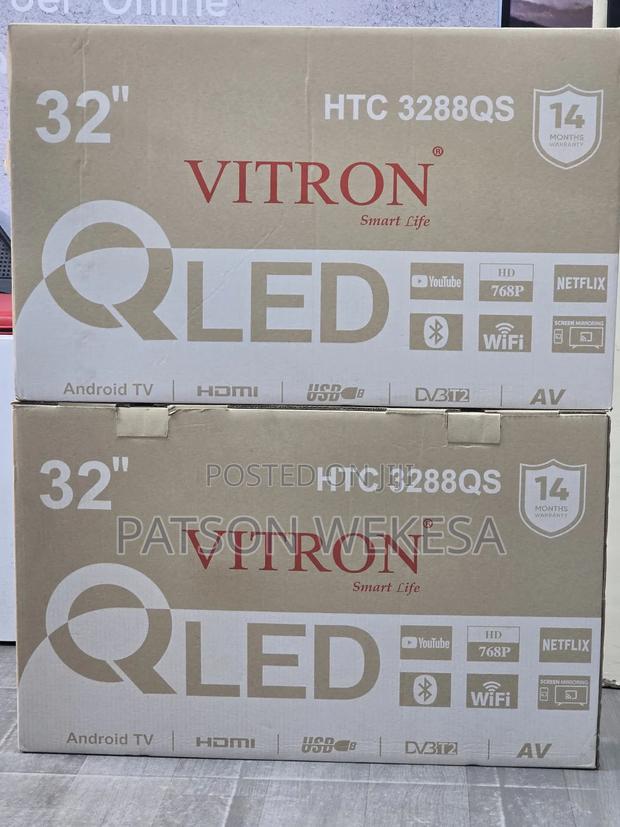 Online
32"
HTC 3288QS
14
MONTHS
WARRANTY
VITRON®
Smart Life
QLED
YouTube
HD
768P
NETFLIX
WiFi
SCREEN MIRRORING
Android TV
HDMI
USB
DVB T2
AV
POSTED ON JIJI
PATSON WEKESA
32"
HTC 3288QS
14
MONTHS
WARRANTY
VITRON®
Smart Life
QLED
YouTube
HD
768P
NETFLIX
WiFi
SCREEN MIRRORING
Android TV
HDMI
USB
DVB T2
AV